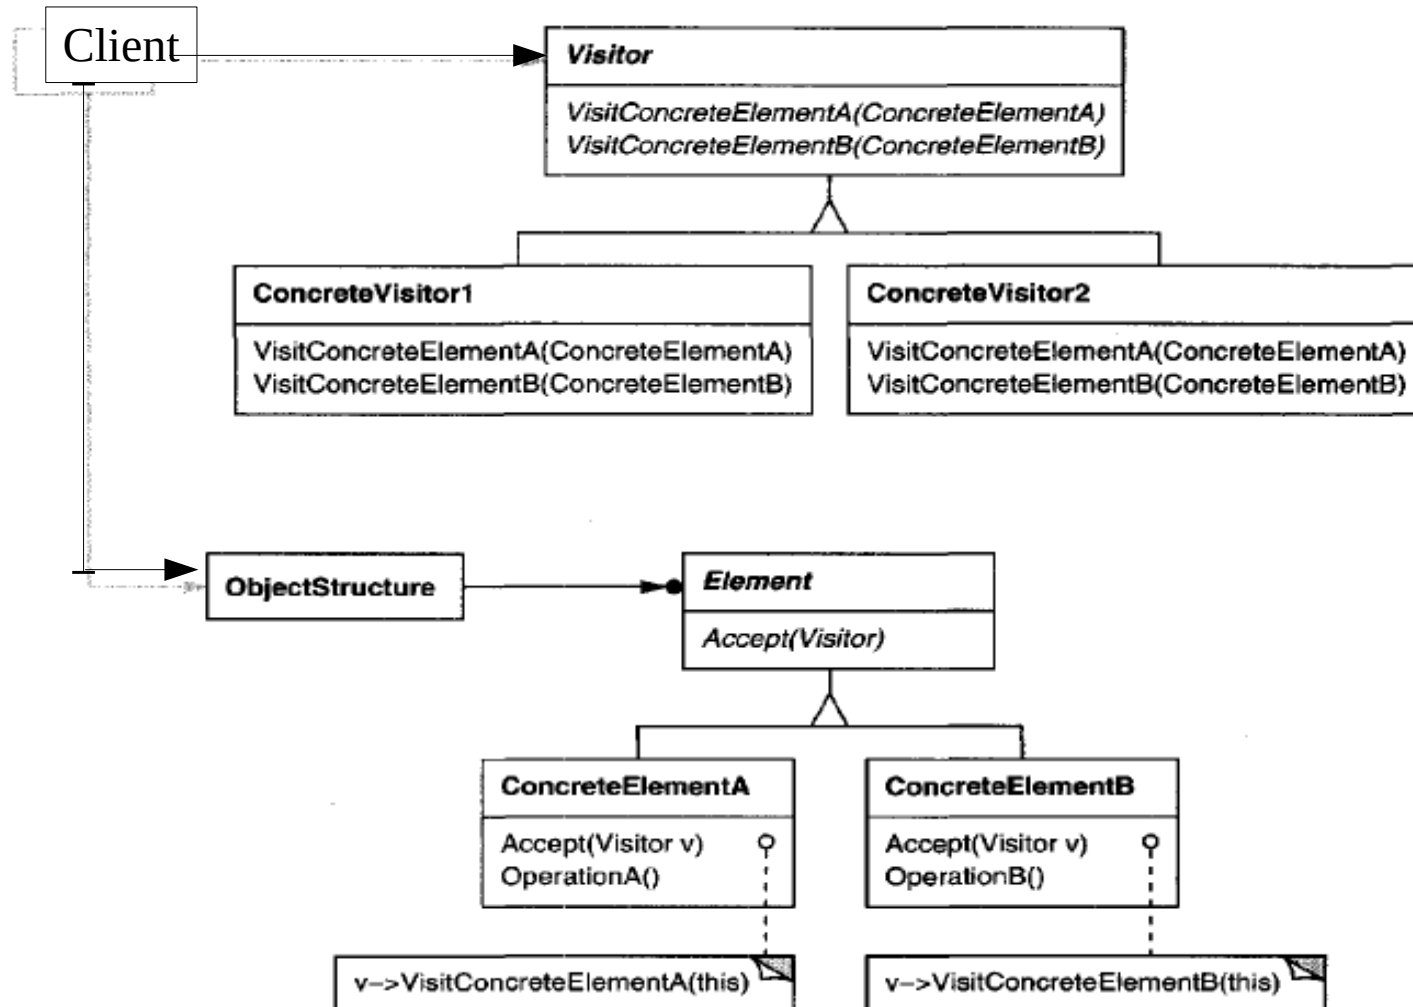 Client
Visitor
VisitConcreteElementA(ConcreteElementA)
VisitConcreteElementB(ConcreteElementB)
ConcreteVisitor1
VisitConcreteElementA(ConcreteElementA)
VisitConcreteElementB(ConcreteElementB)
ConcreteVisitor2
VisitConcreteElementA(ConcreteElementA)
VisitConcreteElementB(ConcreteElementB)
ObjectStructure
Element
Accept(Visitor)
ConcreteElementA
Accept(Visitor v)
OperationA()
ConcreteElementB
Accept(Visitor v)
OperationB()
v->VisitConcreteElementA(this)
v->VisitConcreteElementB(this)